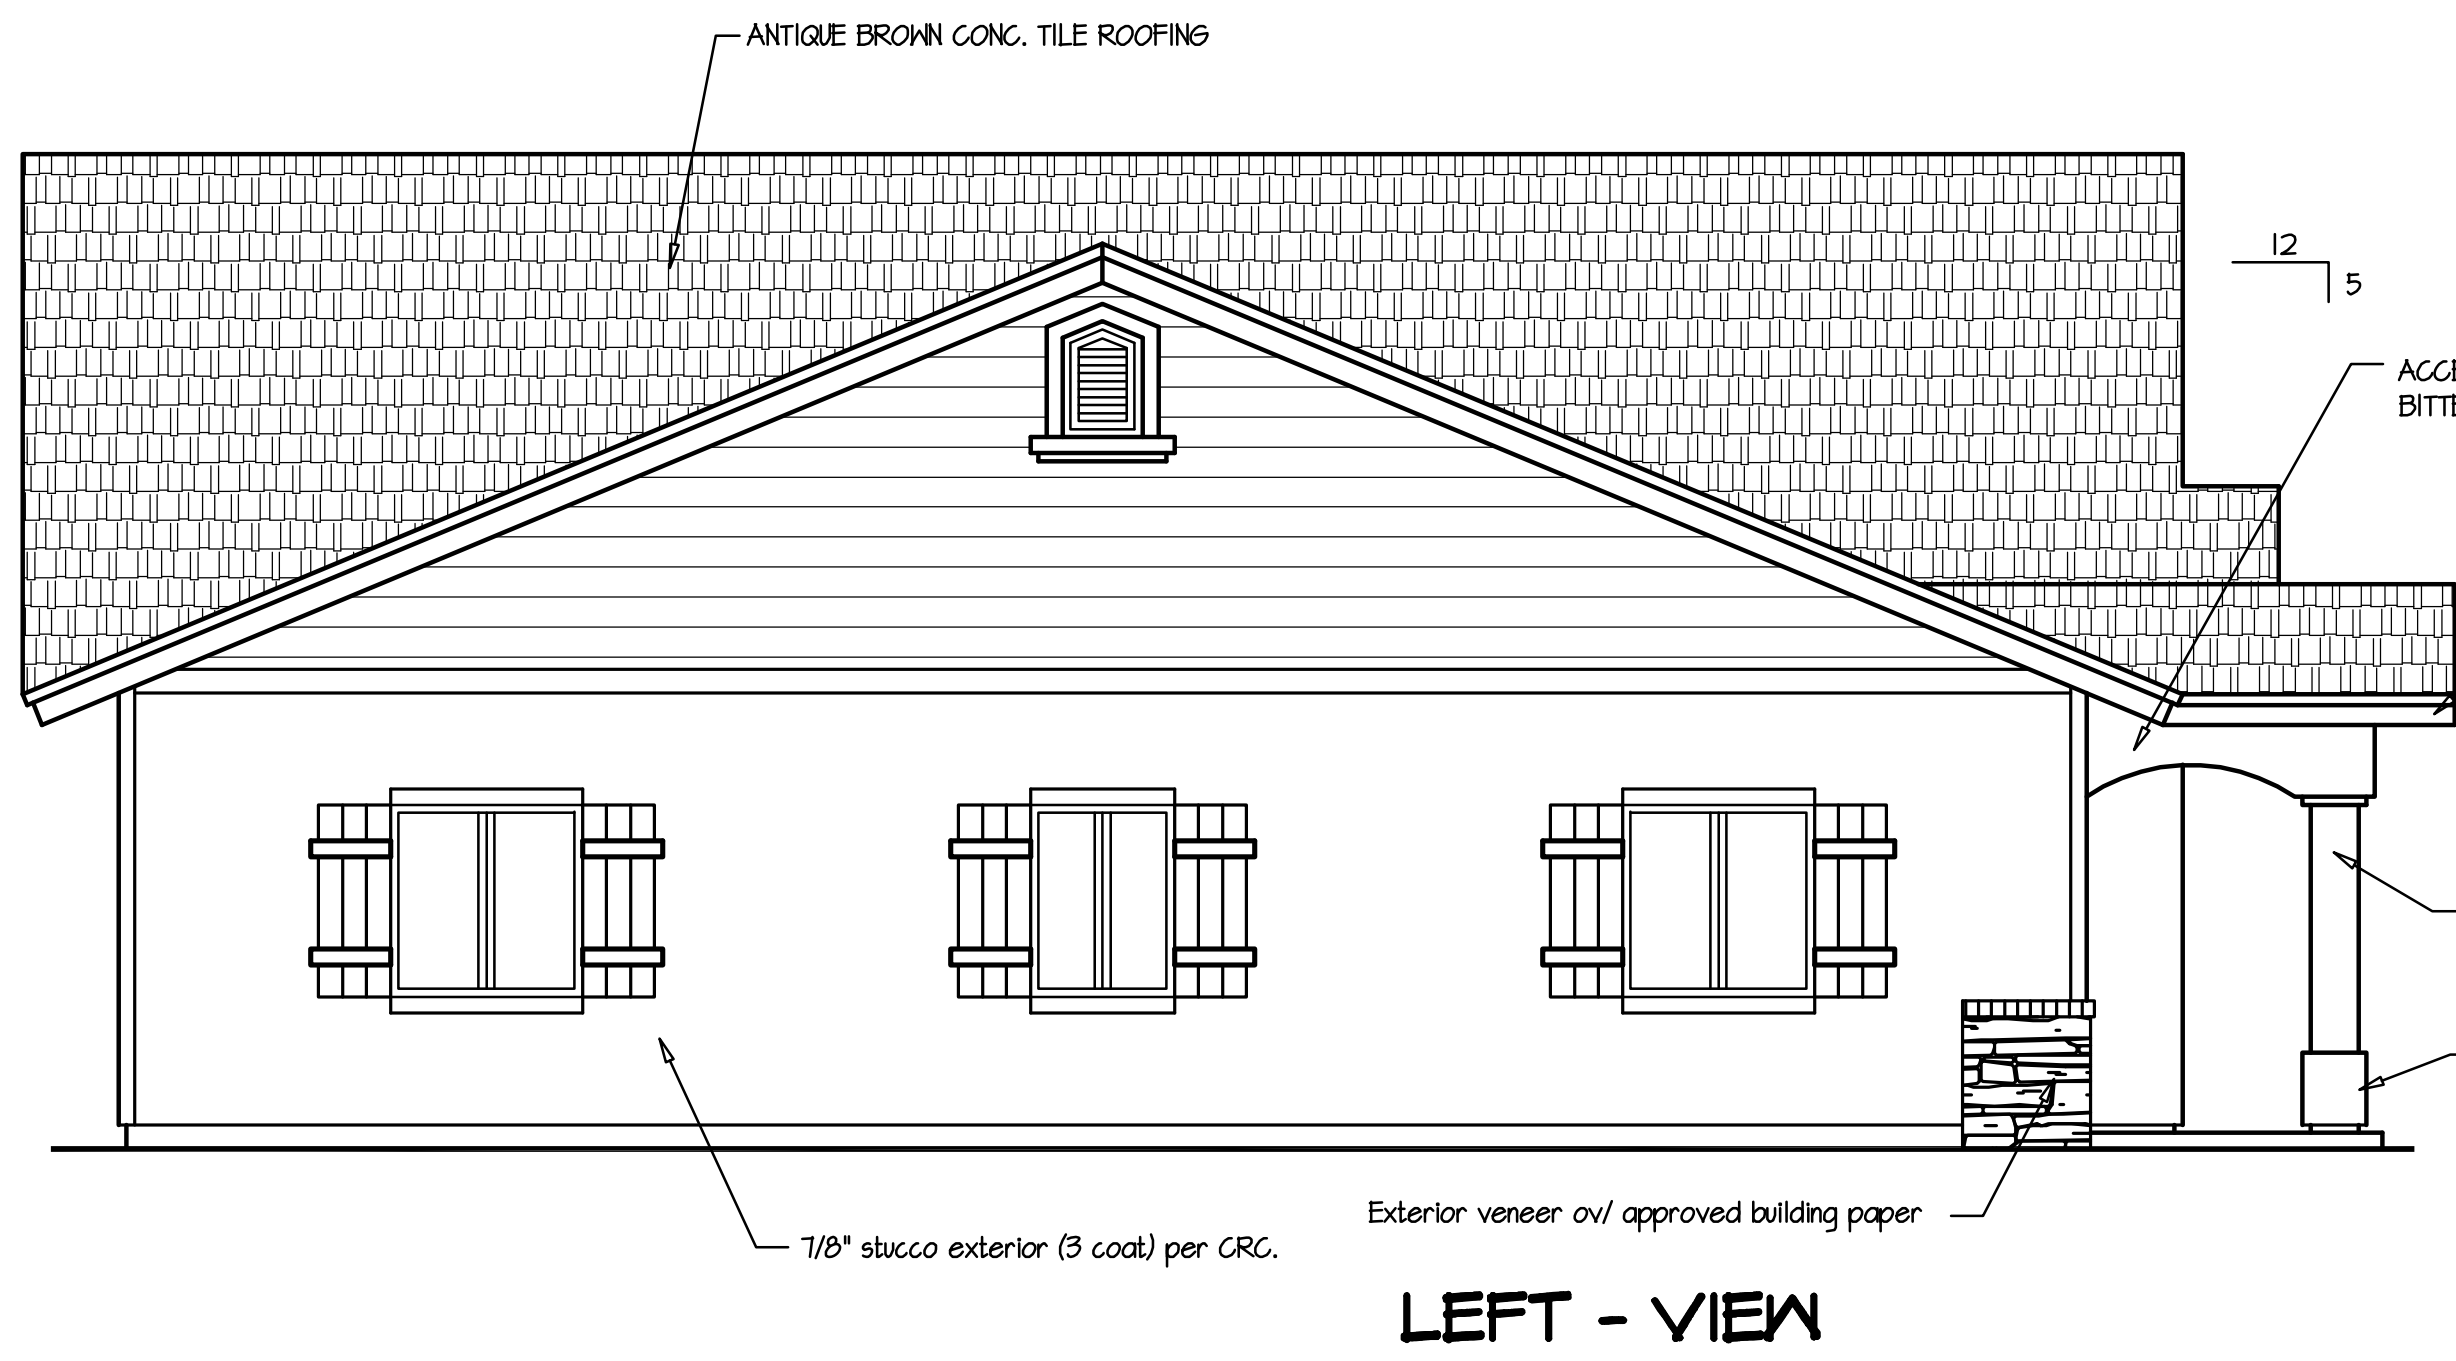 ANTIQUE BROWN CONC. TILE ROOFING
12
5
7/8" stucco exterior (3 coat) per CRC.
Exterior veneer ov/ approved building paper
LEFT - VIEW